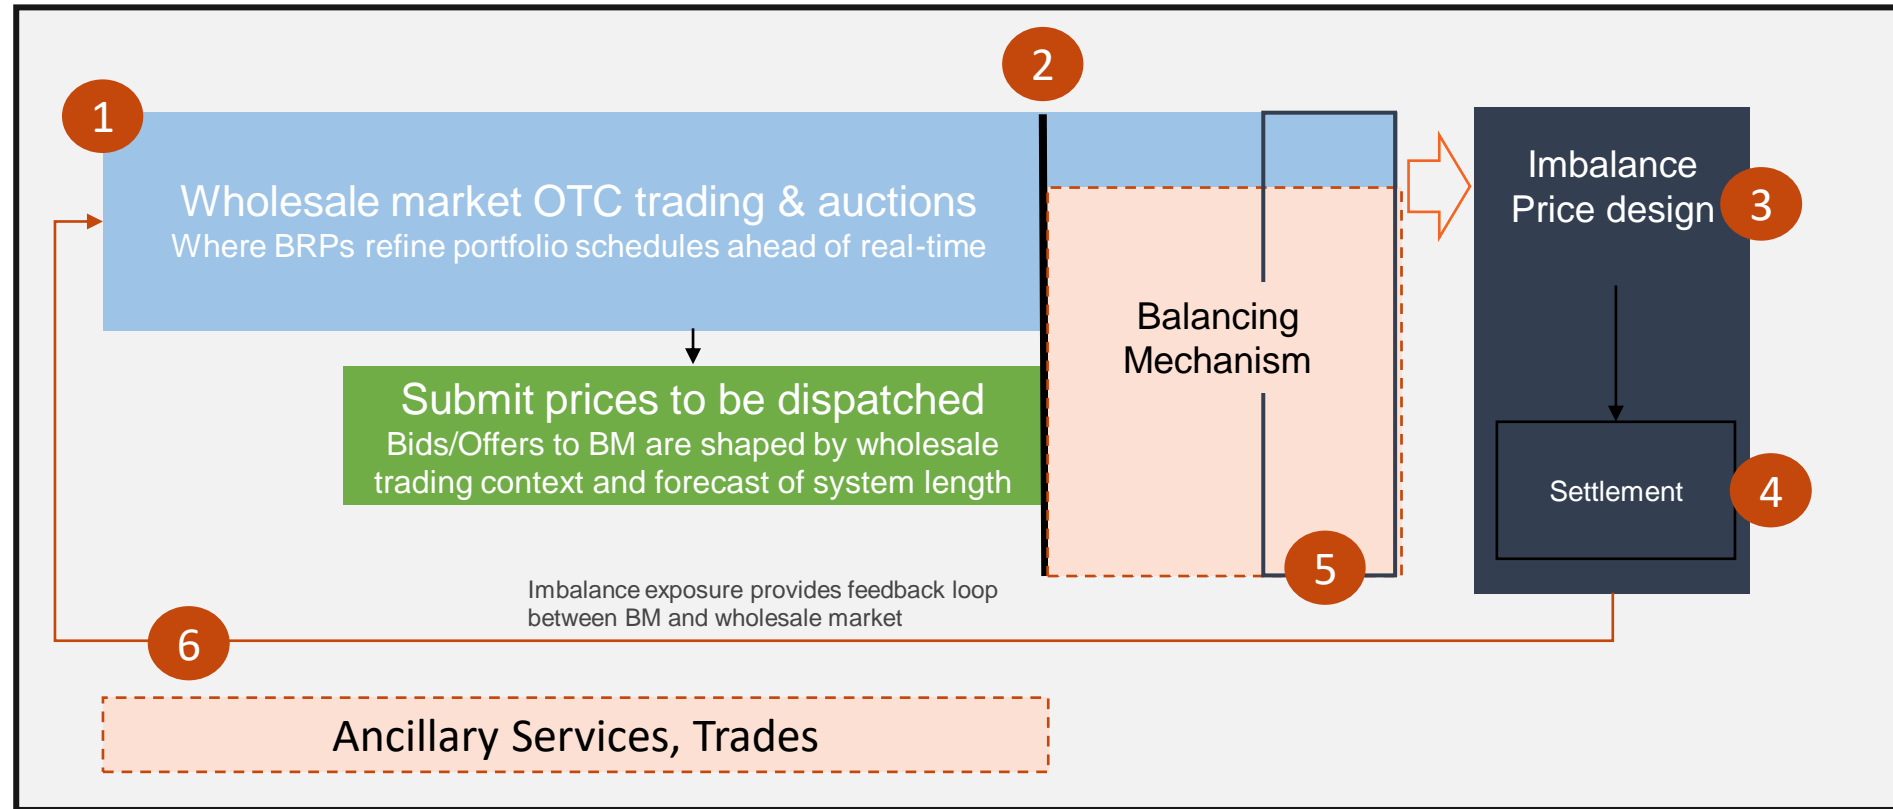 1
2
Wholesale market OTC trading & auctions
Where BRPs refine portfolio schedules ahead of real-time
Imbalance
Price design
3
Balancing
Mechanism
Submit prices to be dispatched
Bids/Offers to BM are shaped by wholesale
trading context and forecast of system length
Settlement
4
5
Imbalance exposure provides feedback loop
between BM and wholesale market
6
Ancillary Services, Trades